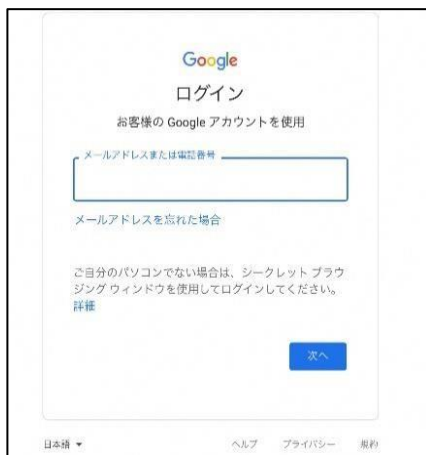 Google
ログイン
お客様の Google アカウントを使用
メールアドレスまたは電話番号
メールアドレスを忘れた場合
ご自分のパソコンでない場合は、シークレット ブラウ
ジング ウィンドウを使用してログインしてください。
詳細
次へ
日本語 ヘルプ プライバシー 規約